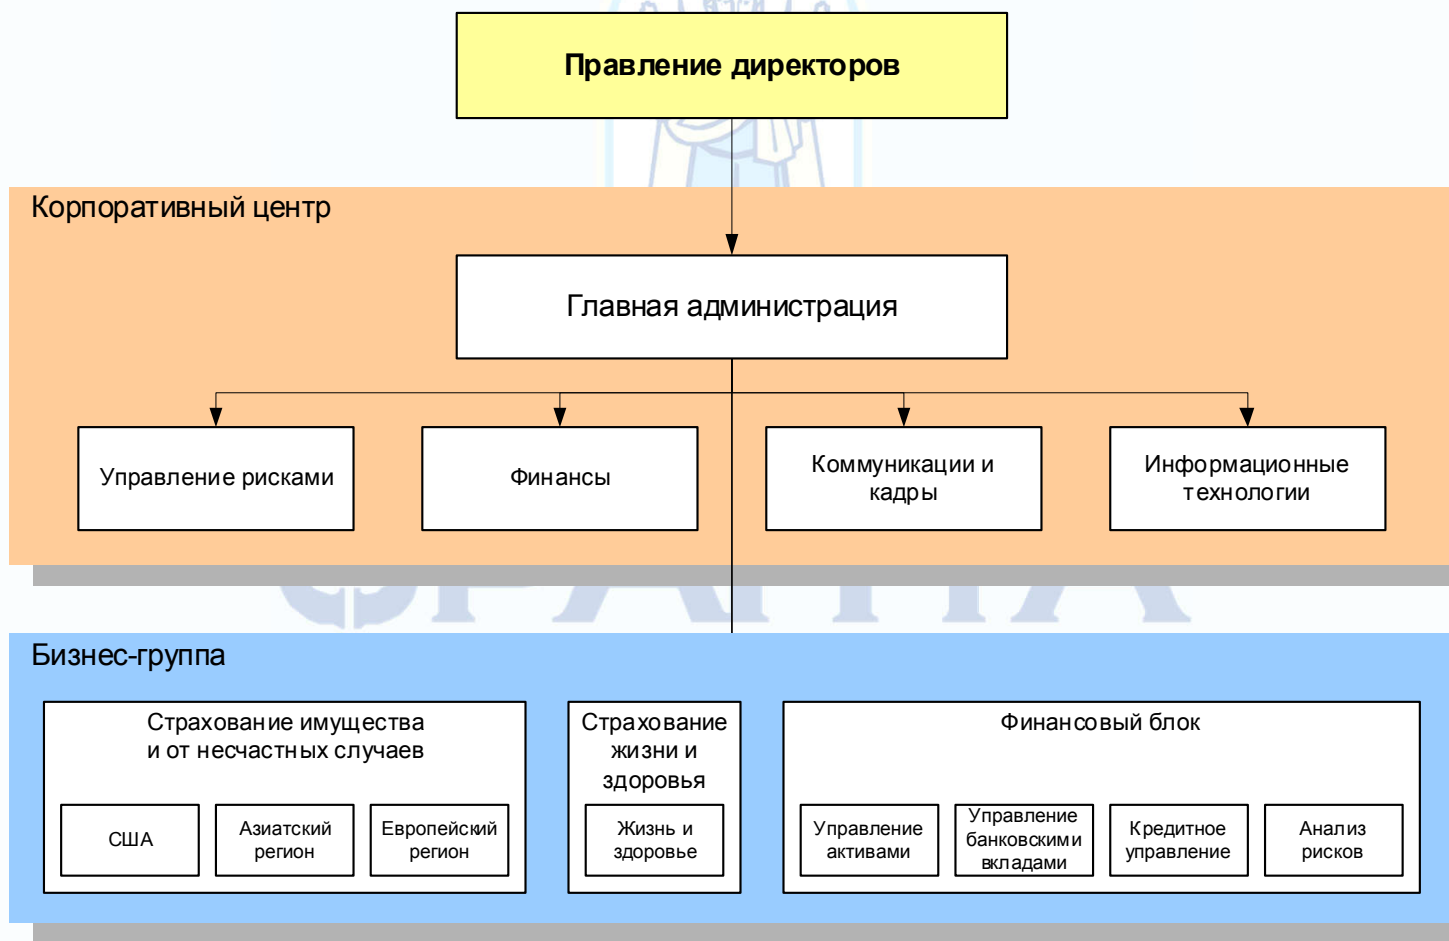 Правление директоров
Корпоративный центр
Главная администрация
Управление рисками
Финансы
Коммуникации и
кадры
Информационные
технологии
Бизнес-группа
Страхование имущества
и от несчастных случаев
США
Азиатский
регион
Европейский
регион
Страхование
жизни и
здоровья
Жизнь и
здоровье
Финансовый блок
Управление
активами
Управление
банковскими
вкладами
Кредитное
управление
Анализ
рисков